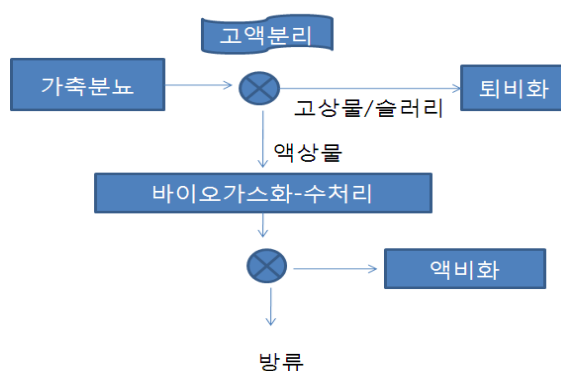 고액분리
가축분뇨
고상물/슬러리
퇴비화
액상물
바이오가스화-수처리
액비화
방류